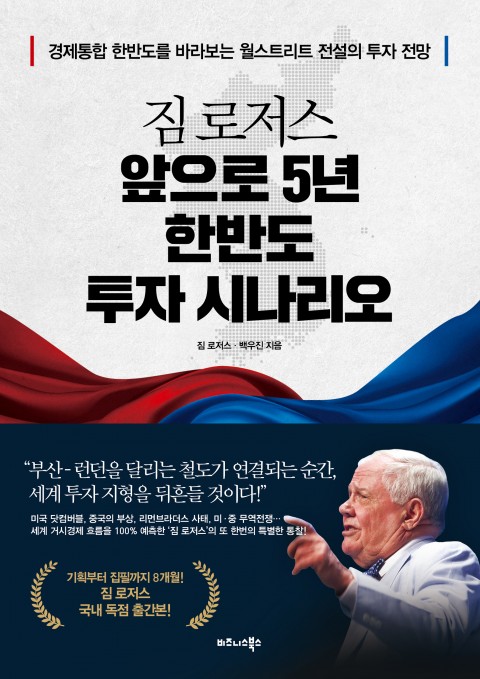 경제통합 한반도를 바라보는 월스트리트 전설의 투자 전망
짐 로저스
앞으로 5년
한반도
투자 시나리오
짐 로저스 · 백우진 지음
“부산-런던을 달리는 철도가 연결되는 순간,
세계 투자 지형을 뒤흔들 것이다!”
미국 닷컴버블, 중국의 부상, 리먼브라더스 사태, 미·중 무역전쟁…
세계 거시경제 흐름을 100% 예측한 ‘짐 로저스’의 또 한번의 특별한 통찰!
기획부터 집필까지 8개월!
짐 로저스
국내 독점 출간본!
비즈니스북스